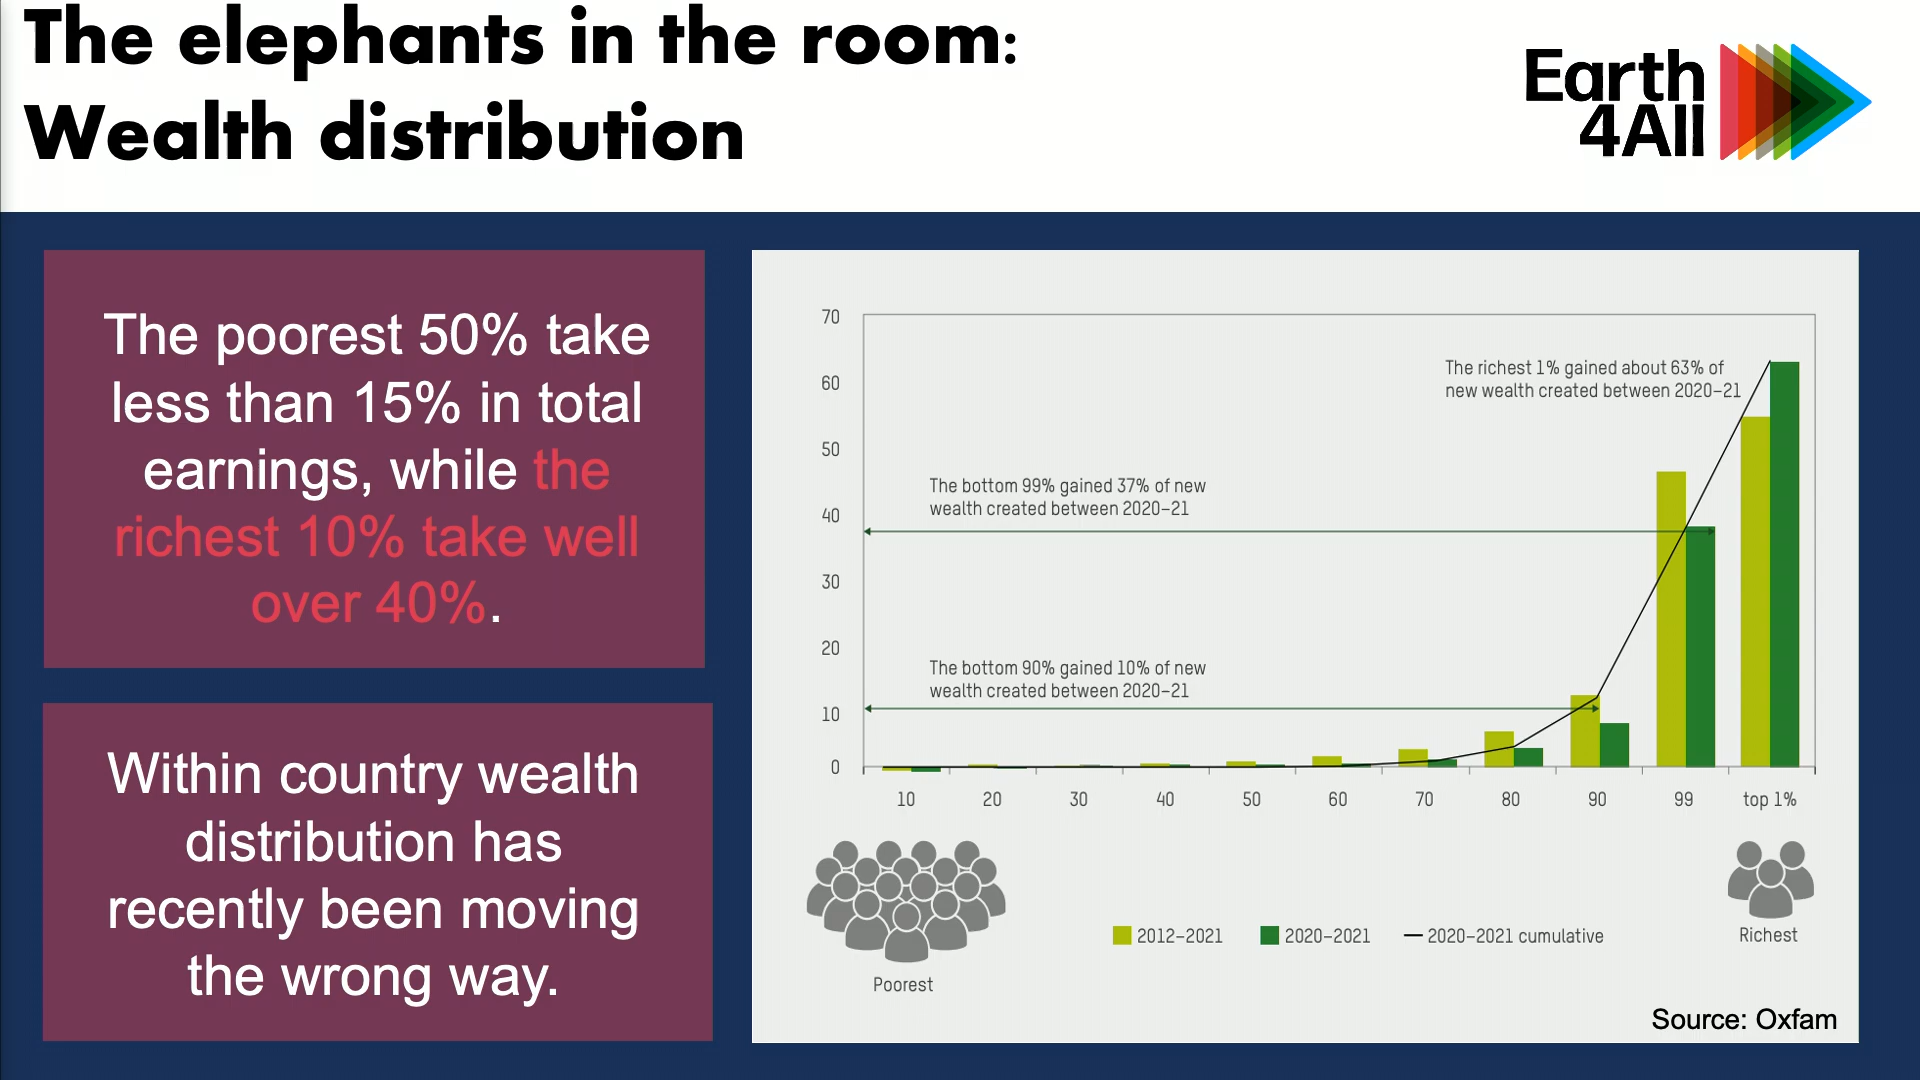 The elephants in the room:
Wealth distribution
Earth
4All
The poorest 50% take
less than 15% in total
earnings, while the
richest 10% take well
over 40%.
Within country wealth
distribution has
recently been moving
the wrong way.
70
60
50
40
30
20
10
0
The richest 1% gained about 63% of
new wealth created between 2020–21
The bottom 99% gained 37% of new
wealth created between 2020–21
The bottom 90% gained 10% of new
wealth created between 2020–21
10 20 30 40 50 60 70 80 90 99 top 1%
Poorest
2012–2021 2020–2021 2020–2021 cumulative
Richest
Source: Oxfam